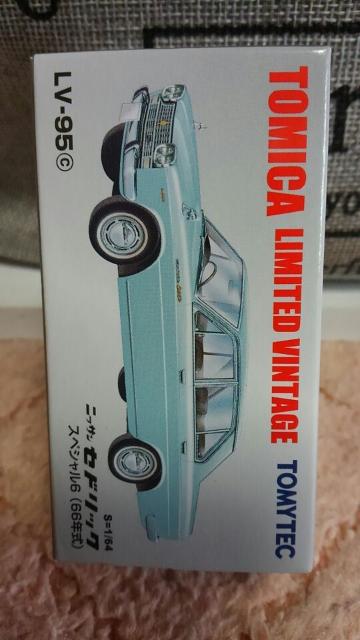 TOMICA LIMITED VINTAGE TOMYTEC
S=1/64
ニッサン セドリック
スペシャル6 (66年式)
LV-95Ⓒ